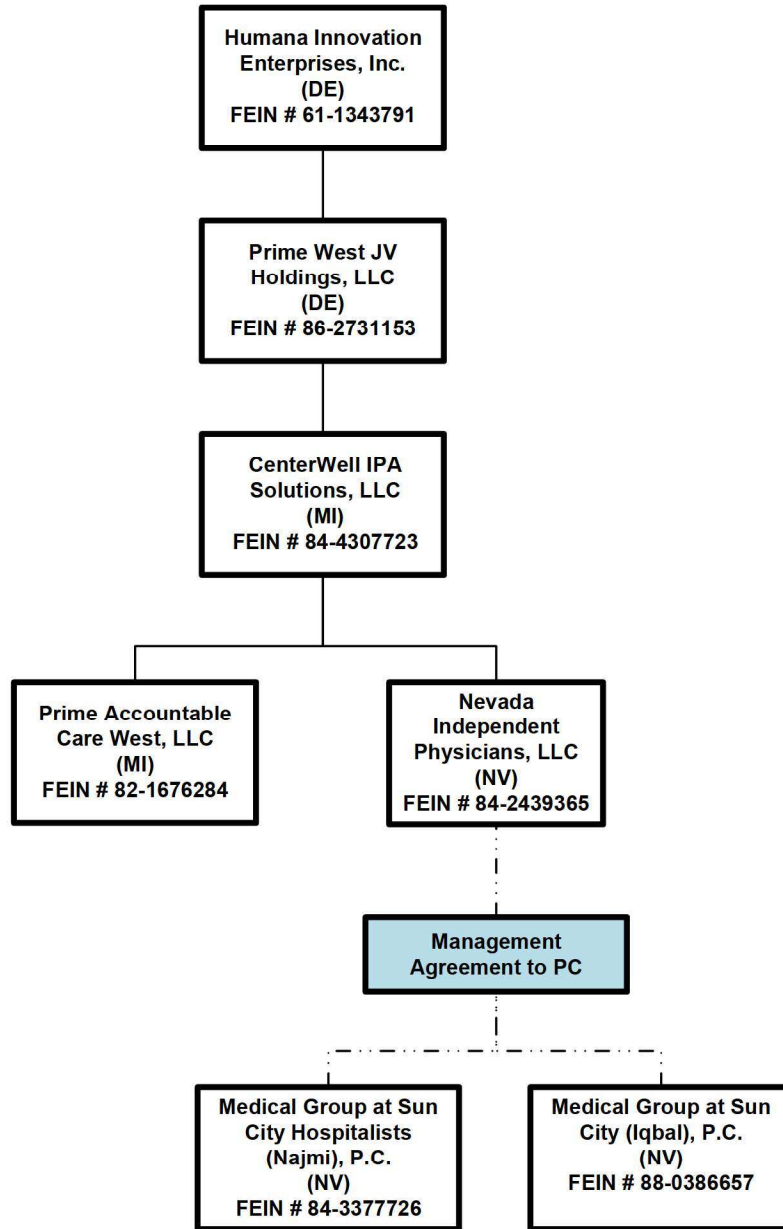 Humana Innovation
Enterprises, Inc.
(DE)
FEIN # 61-1343791
Prime West JV
Holdings, LLC
(DE)
FEIN # 86-2731153
CenterWell IPA
Solutions, LLC
(MI)
FEIN # 84-4307723
Prime Accountable
Care West, LLC
(MI)
FEIN # 82-1676284
Nevada
Independent
Physicians, LLC
(NV)
FEIN # 84-2439365
Management
Agreement to PC
Medical Group at Sun
City Hospitalists
(Najmi), P.C.
(NV)
FEIN # 84-3377726
Medical Group at Sun
City (Iqbal), P.C.
(NV)
FEIN # 88-0386657